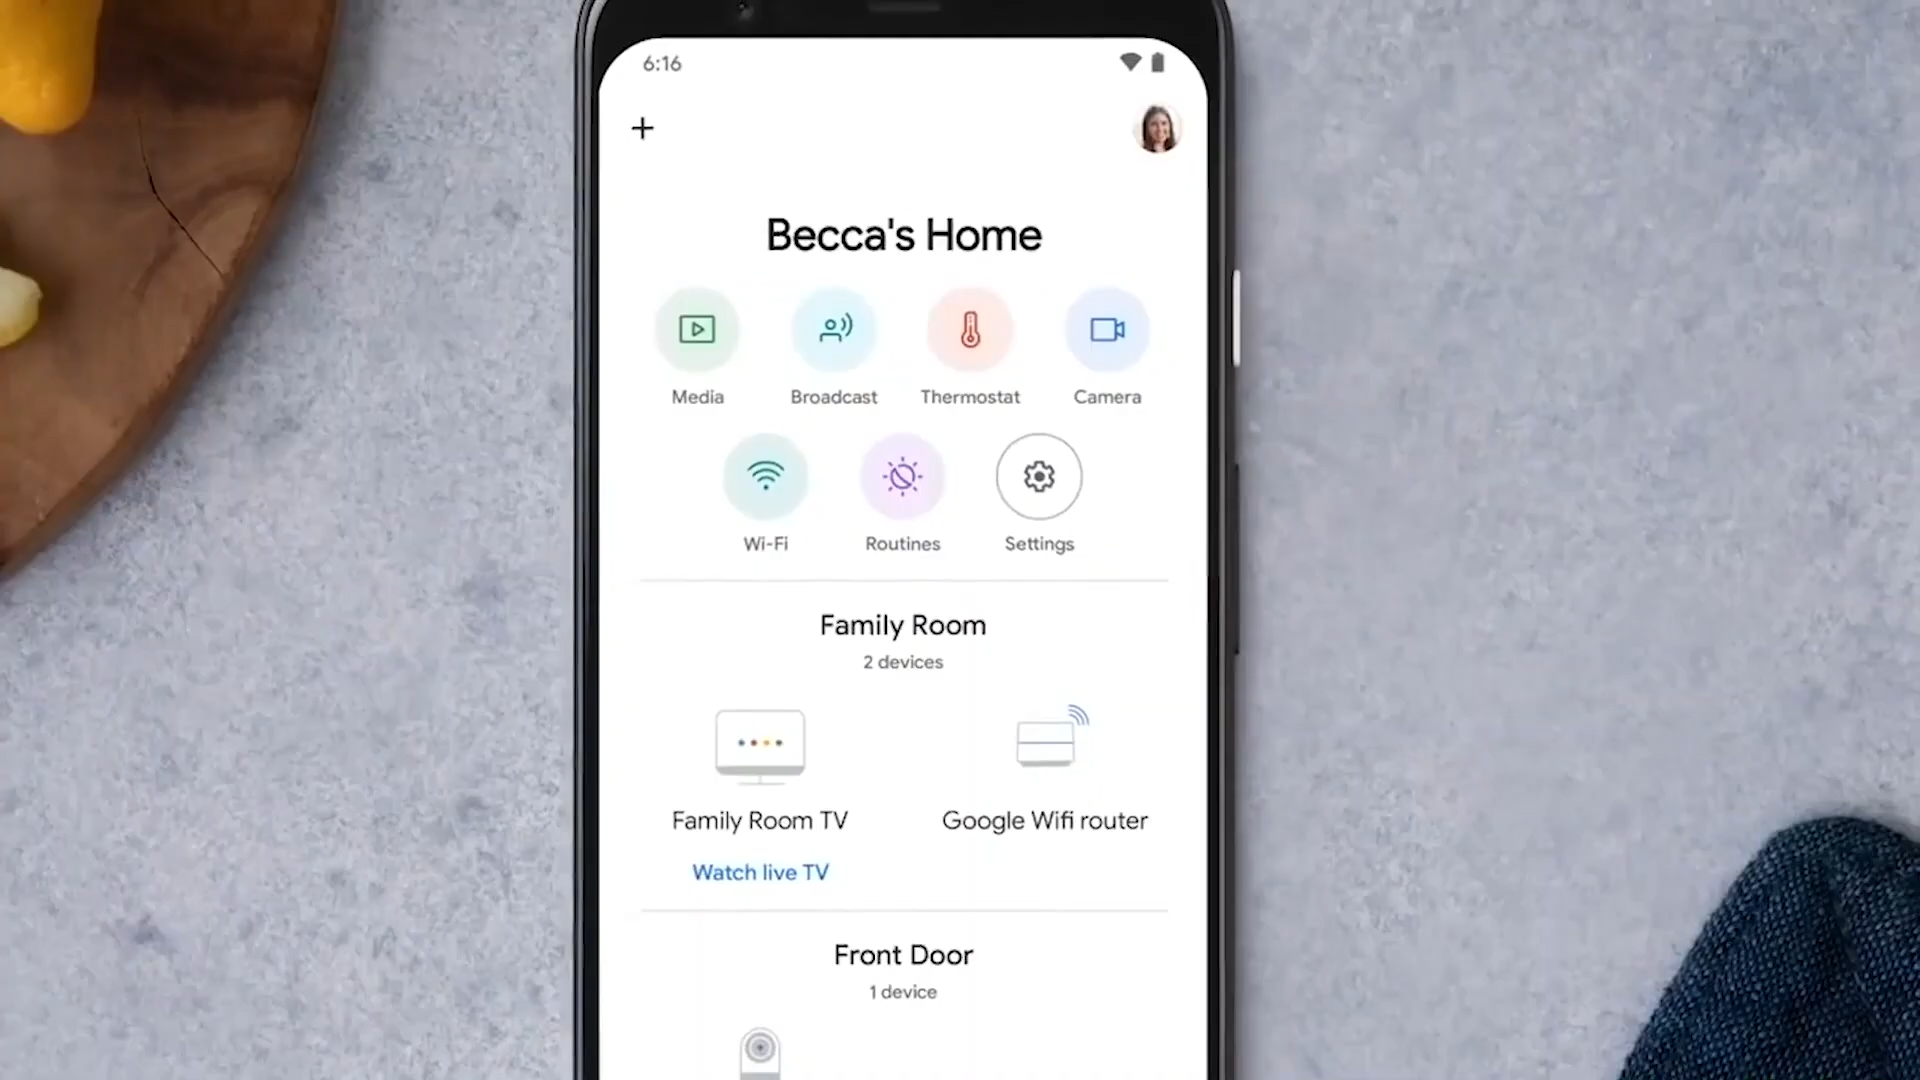 6:16
Becca's Home
Media Broadcast Thermostat Camera
Wi-Fi Routines Settings
Family Room
2 devices
Family Room TV Google Wifi router
Watch live TV
Front Door
1 device